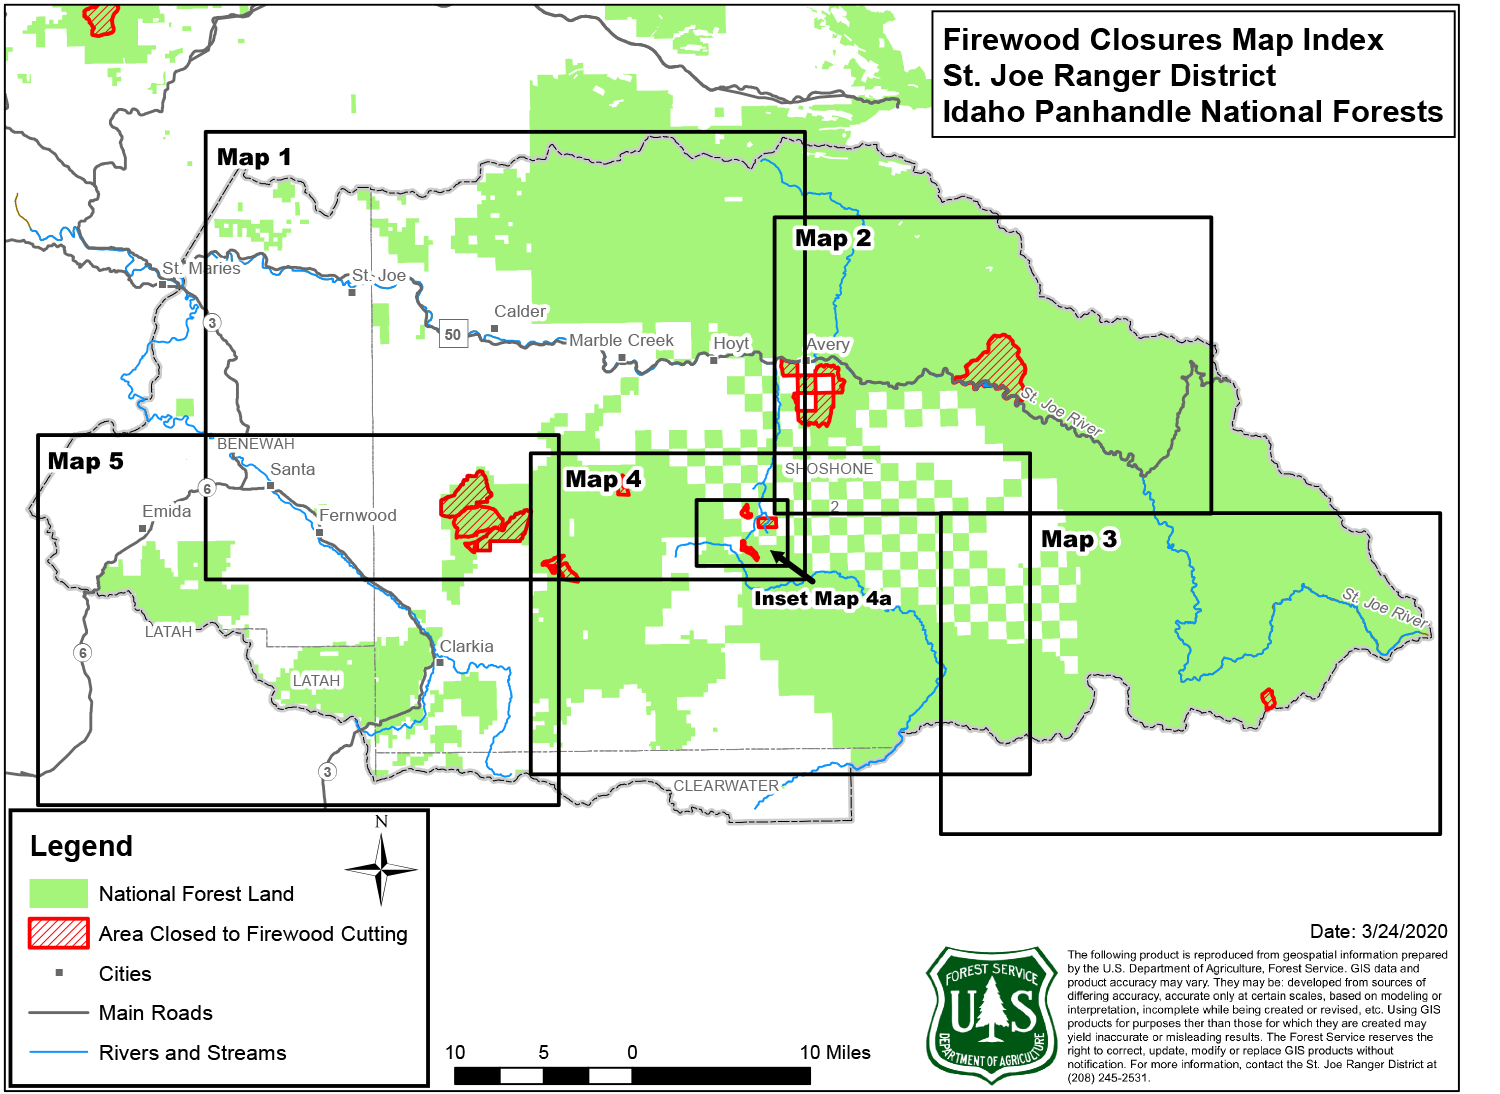 Firewood Closures Map Index
St. Joe Ranger District
Idaho Panhandle National Forests
Map 1
Map 2
St. Maries
St. Joe
Calder
3
50
Marble Creek
Hoyt
Avery
St. Joe River
BENEWAH
Map 5
Santa
6
Emida
Fernwood
Map 4
SHOSHONE
2
Map 3
Inset Map 4a
St. Joe River
LATAH
6
Clarkia
LATAH
3
CLEARWATER
Legend
N
National Forest Land
Area Closed to Firewood Cutting
Cities
Main Roads
Rivers and Streams
10 5 0 10 Miles
FOREST SERVICE
U S
DEPARTMENT OF AGRICULTURE
Date: 3/24/2020
The following product is reproduced from geospatial information prepared
by the U.S. Department of Agriculture, Forest Service. GIS data and
product accuracy may vary. They may be: developed from sources of
differing accuracy, accurate only at certain scales, based on modeling or
interpretation, incomplete while being created or revised, etc. Using GIS
products for purposes ther than those for which they are created may
yield inaccurate or misleading results. The Forest Service reserves the
right to correct, update, modify or replace GIS products without
notification. For more information, contact the St. Joe Ranger District at
(208) 245-2531.